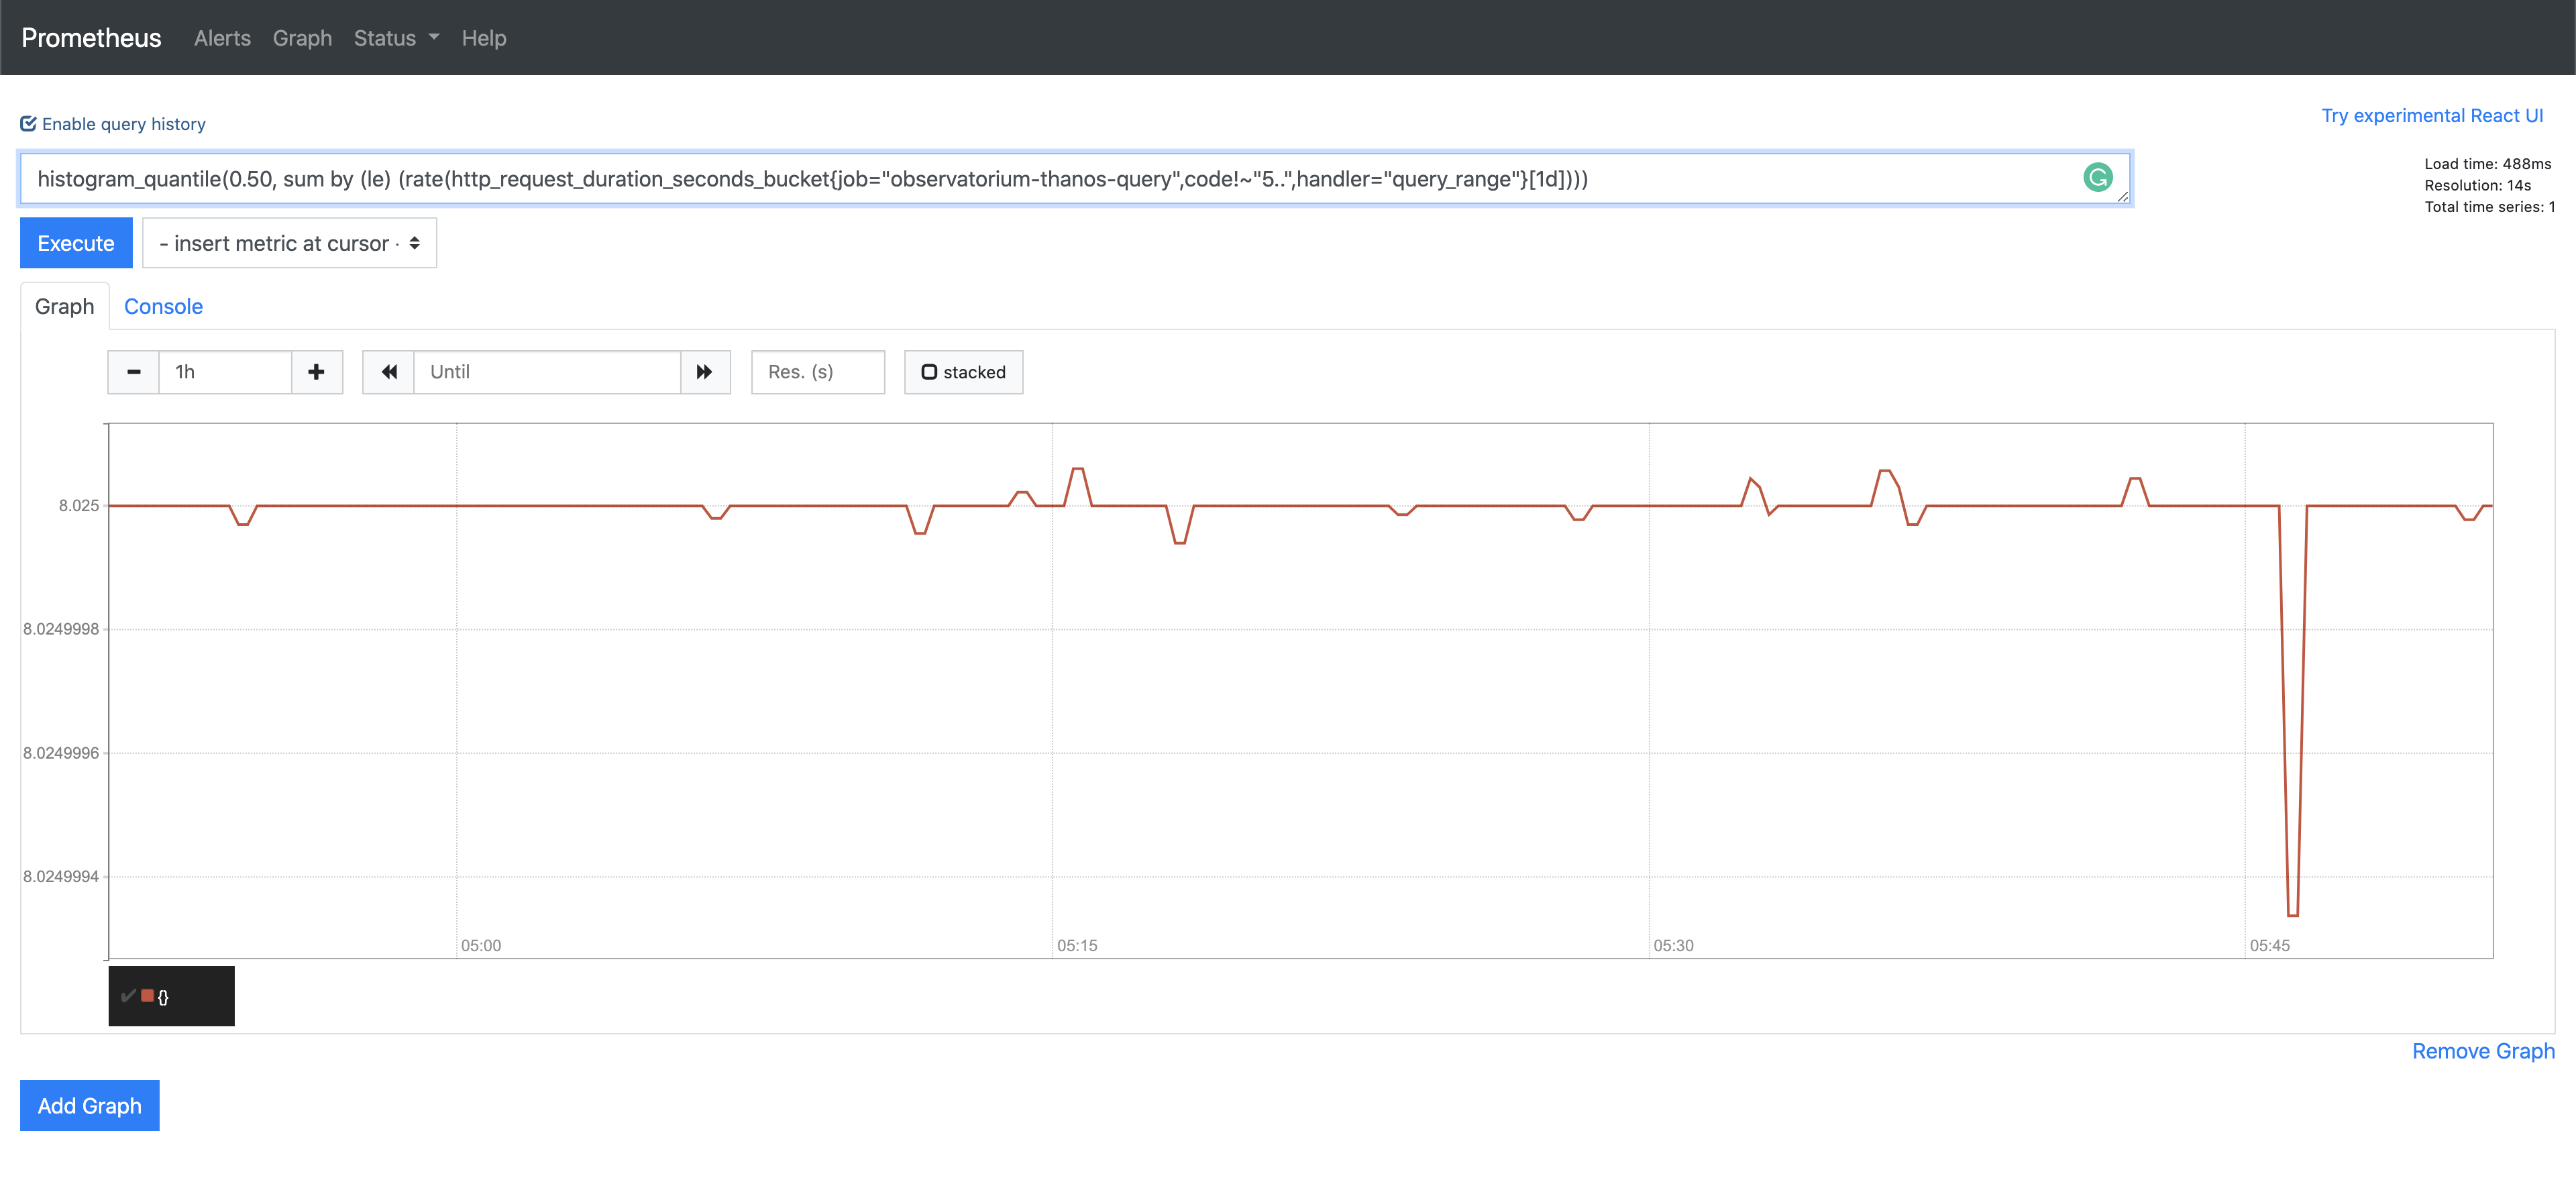 Prometheus Alerts Graph Status Help
Enable query history
Try experimental React UI
histogram_quantile(0.50, sum by (le) (rate(http_request_duration_seconds_bucket{job="observatorium-thanos-query",code!~"5..",handler="query_range"}[1d])))
Load time: 488ms
Resolution: 14s
Total time series: 1
Execute
- insert metric at cursor -
Graph Console
1h Until Res. (s) stacked
8.025
8.0249998
8.0249996
8.0249994
05:00 05:15 05:30 05:45
{}
Remove Graph
Add Graph